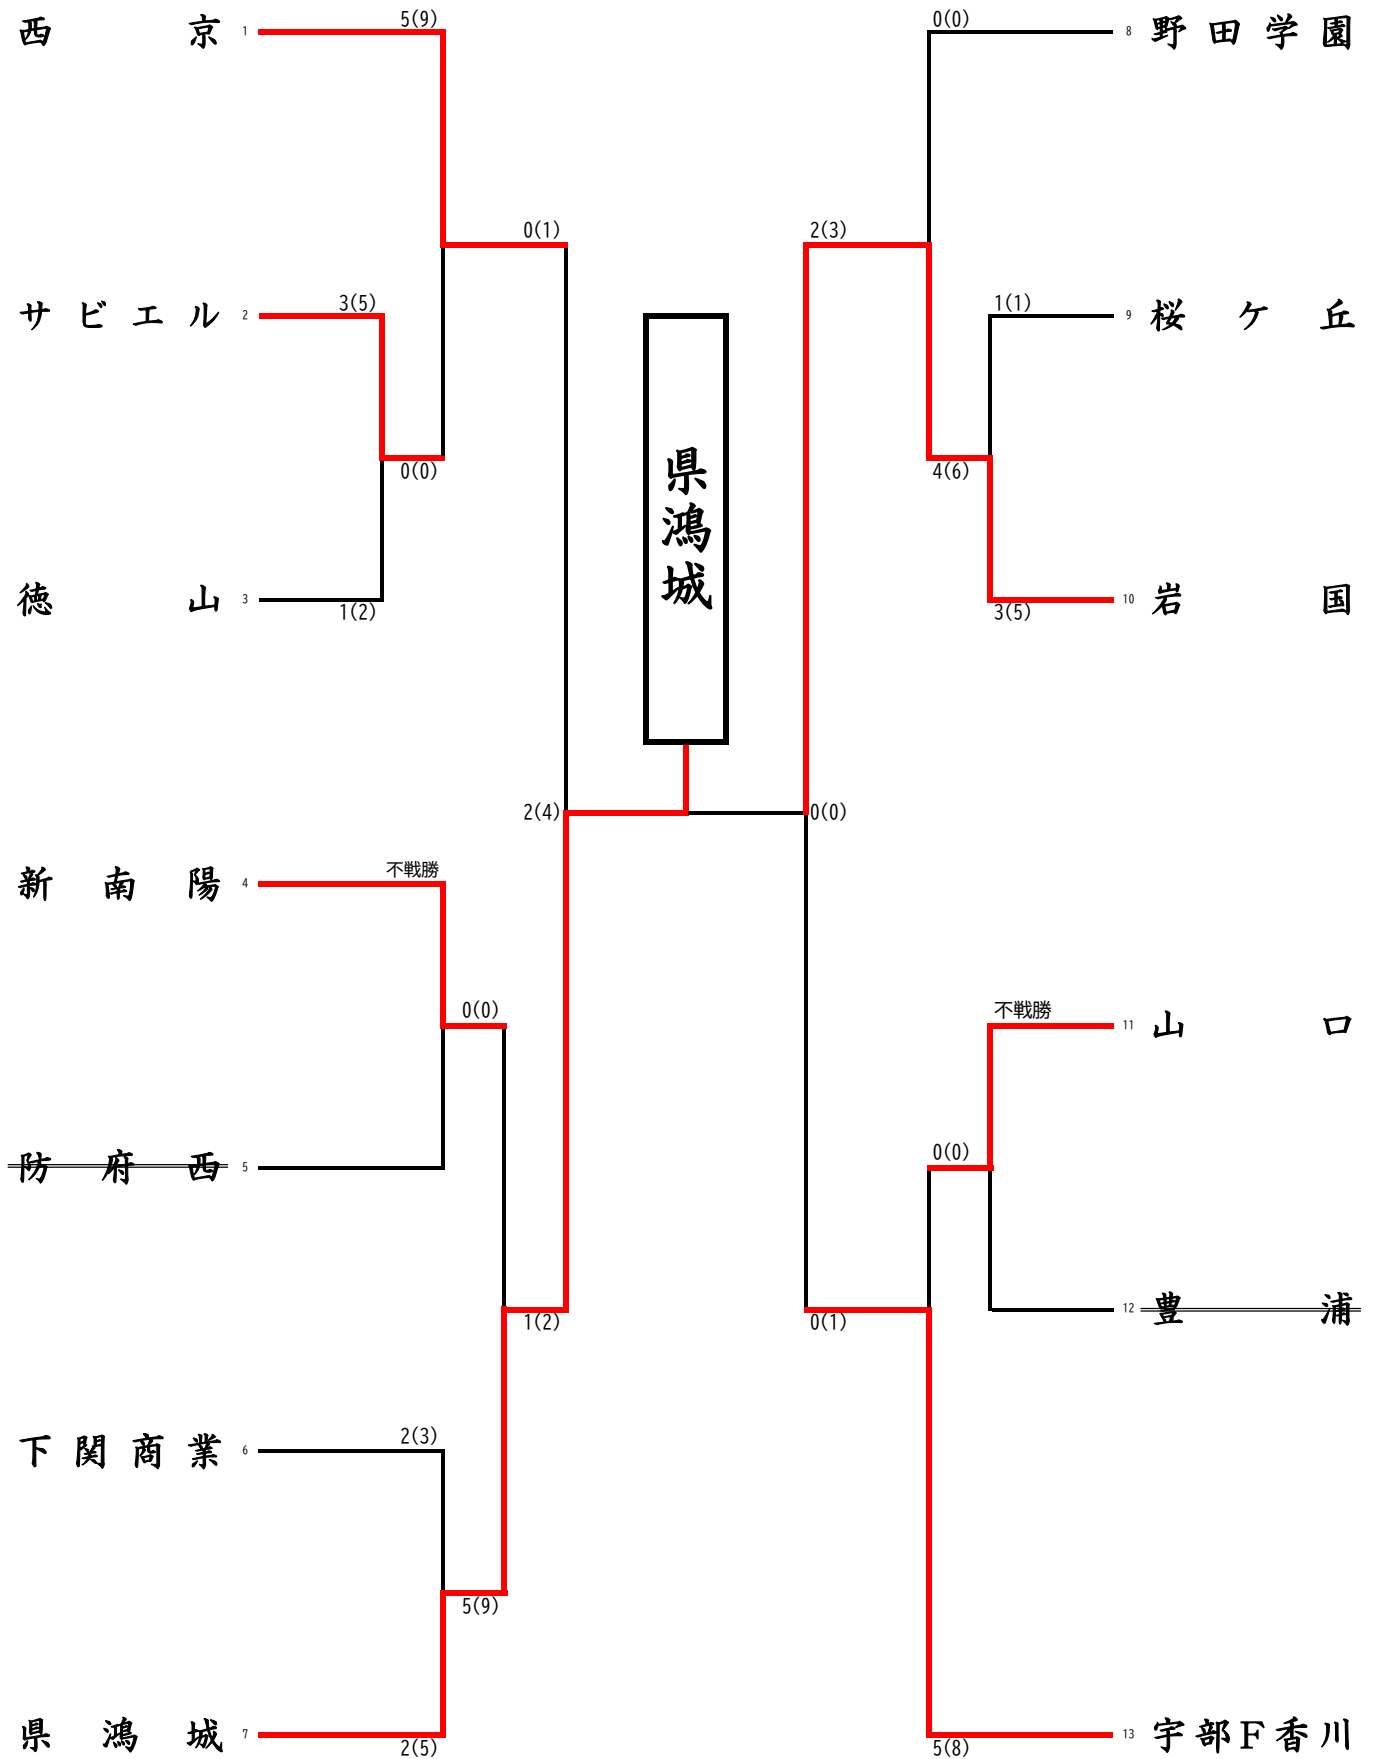 西京 1 5(9)
0(1)
サビエル 2 3(5)
0(0)
徳山 3 1(2)
2(4)
新南陽 4 不戦勝
0(0)
防府西 5
1(2)
下関商業 6 2(3)
5(9)
県鴻城 7 2(5)
県鴻城
0(0) 8 野田学園
2(3)
1(1) 9 桜ケ丘
4(6)
3(5) 10 岩国
0(0)
不戦勝 11 山口
0(0)
12 豊浦
0(1)
5(8) 13 宇部F香川